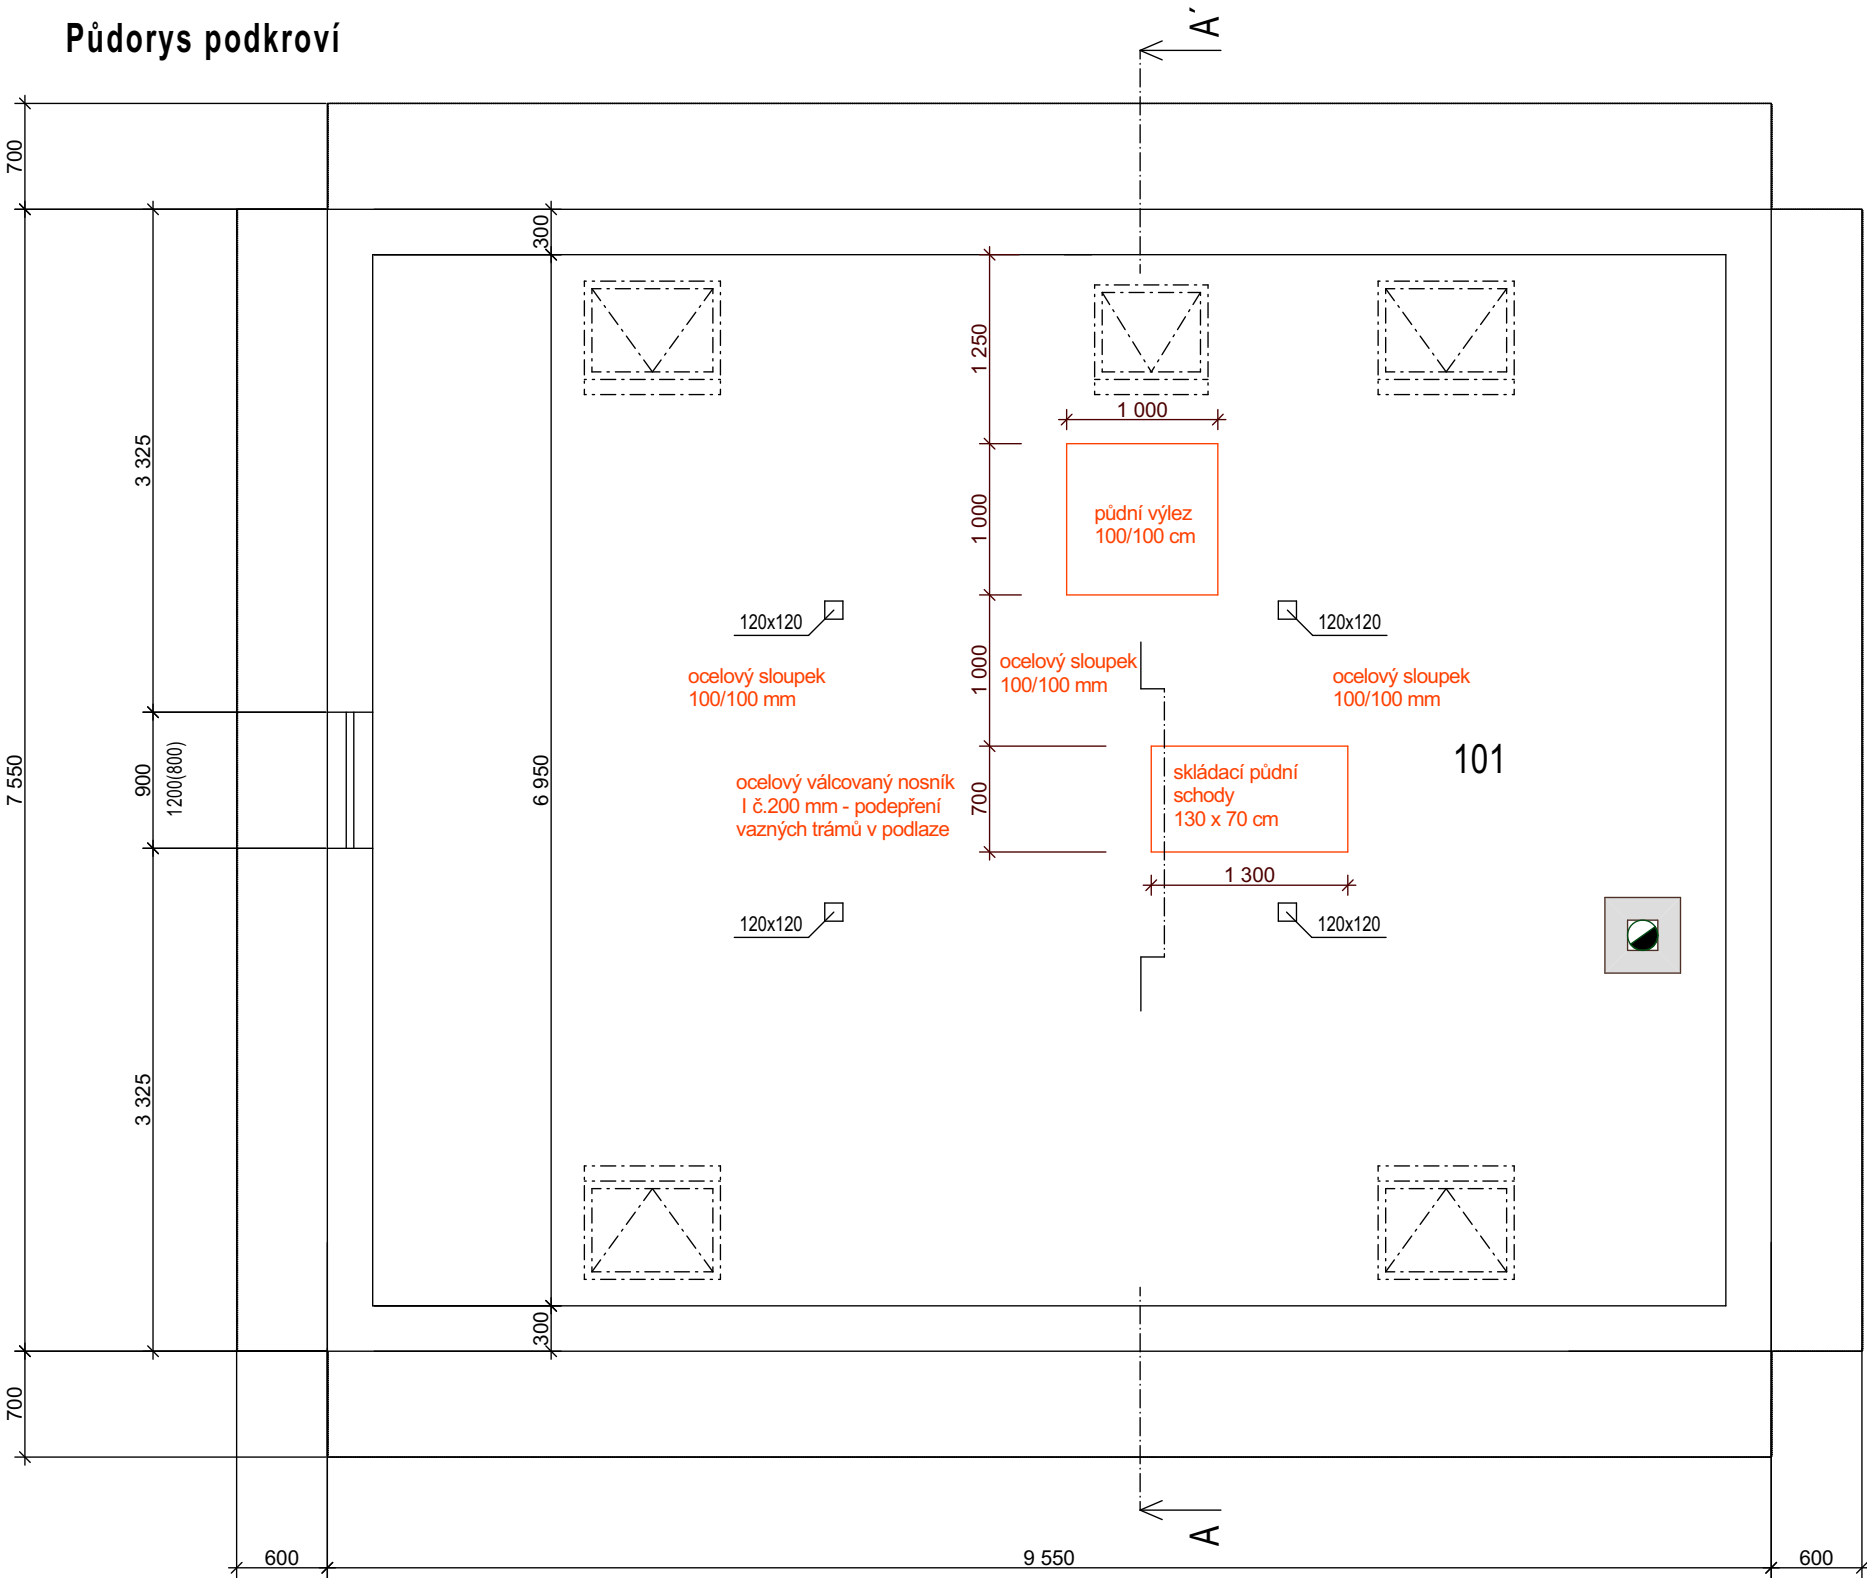 Půdorys podkroví
A'
700
300
3 325
1 250
1 000
1 000
půdní výlez
100/100 cm
120x120
120x120
1 000
ocelový sloupek
100/100 mm
ocelový sloupek
100/100 mm
ocelový sloupek
100/100 mm
101
7 550
900
1200(800)
6 950
ocelový válcovaný nosník
I č.200 mm - podepření
vazných trámů v podlaze
700
skládací půdní
schody
130 x 70 cm
1 300
120x120
120x120
3 325
300
700
A
600
9 550
600